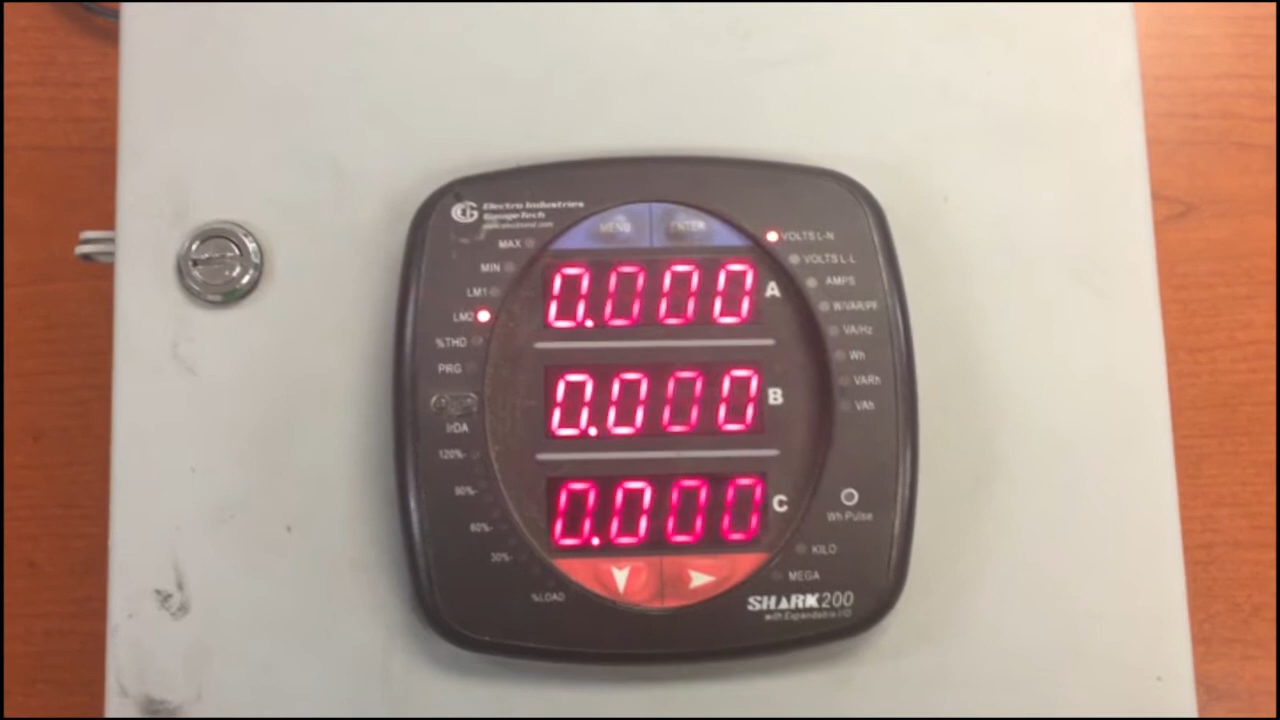 Electro Industries
GaugeTech
MENU
ENTER
MAX
MIN
LM1
LM2
%THD
PRG
IrDA
120%-
90%-
60%-
30%-
%LOAD
0.000 A
0.000 B
0.000 C
VOLTS L-N
VOLTS L-L
AMPS
W/VAR/PF
VA/Hz
Wh
VARh
VAh
Wh Pulse
KILO
MEGA
SHARK200
with Expandable I/O